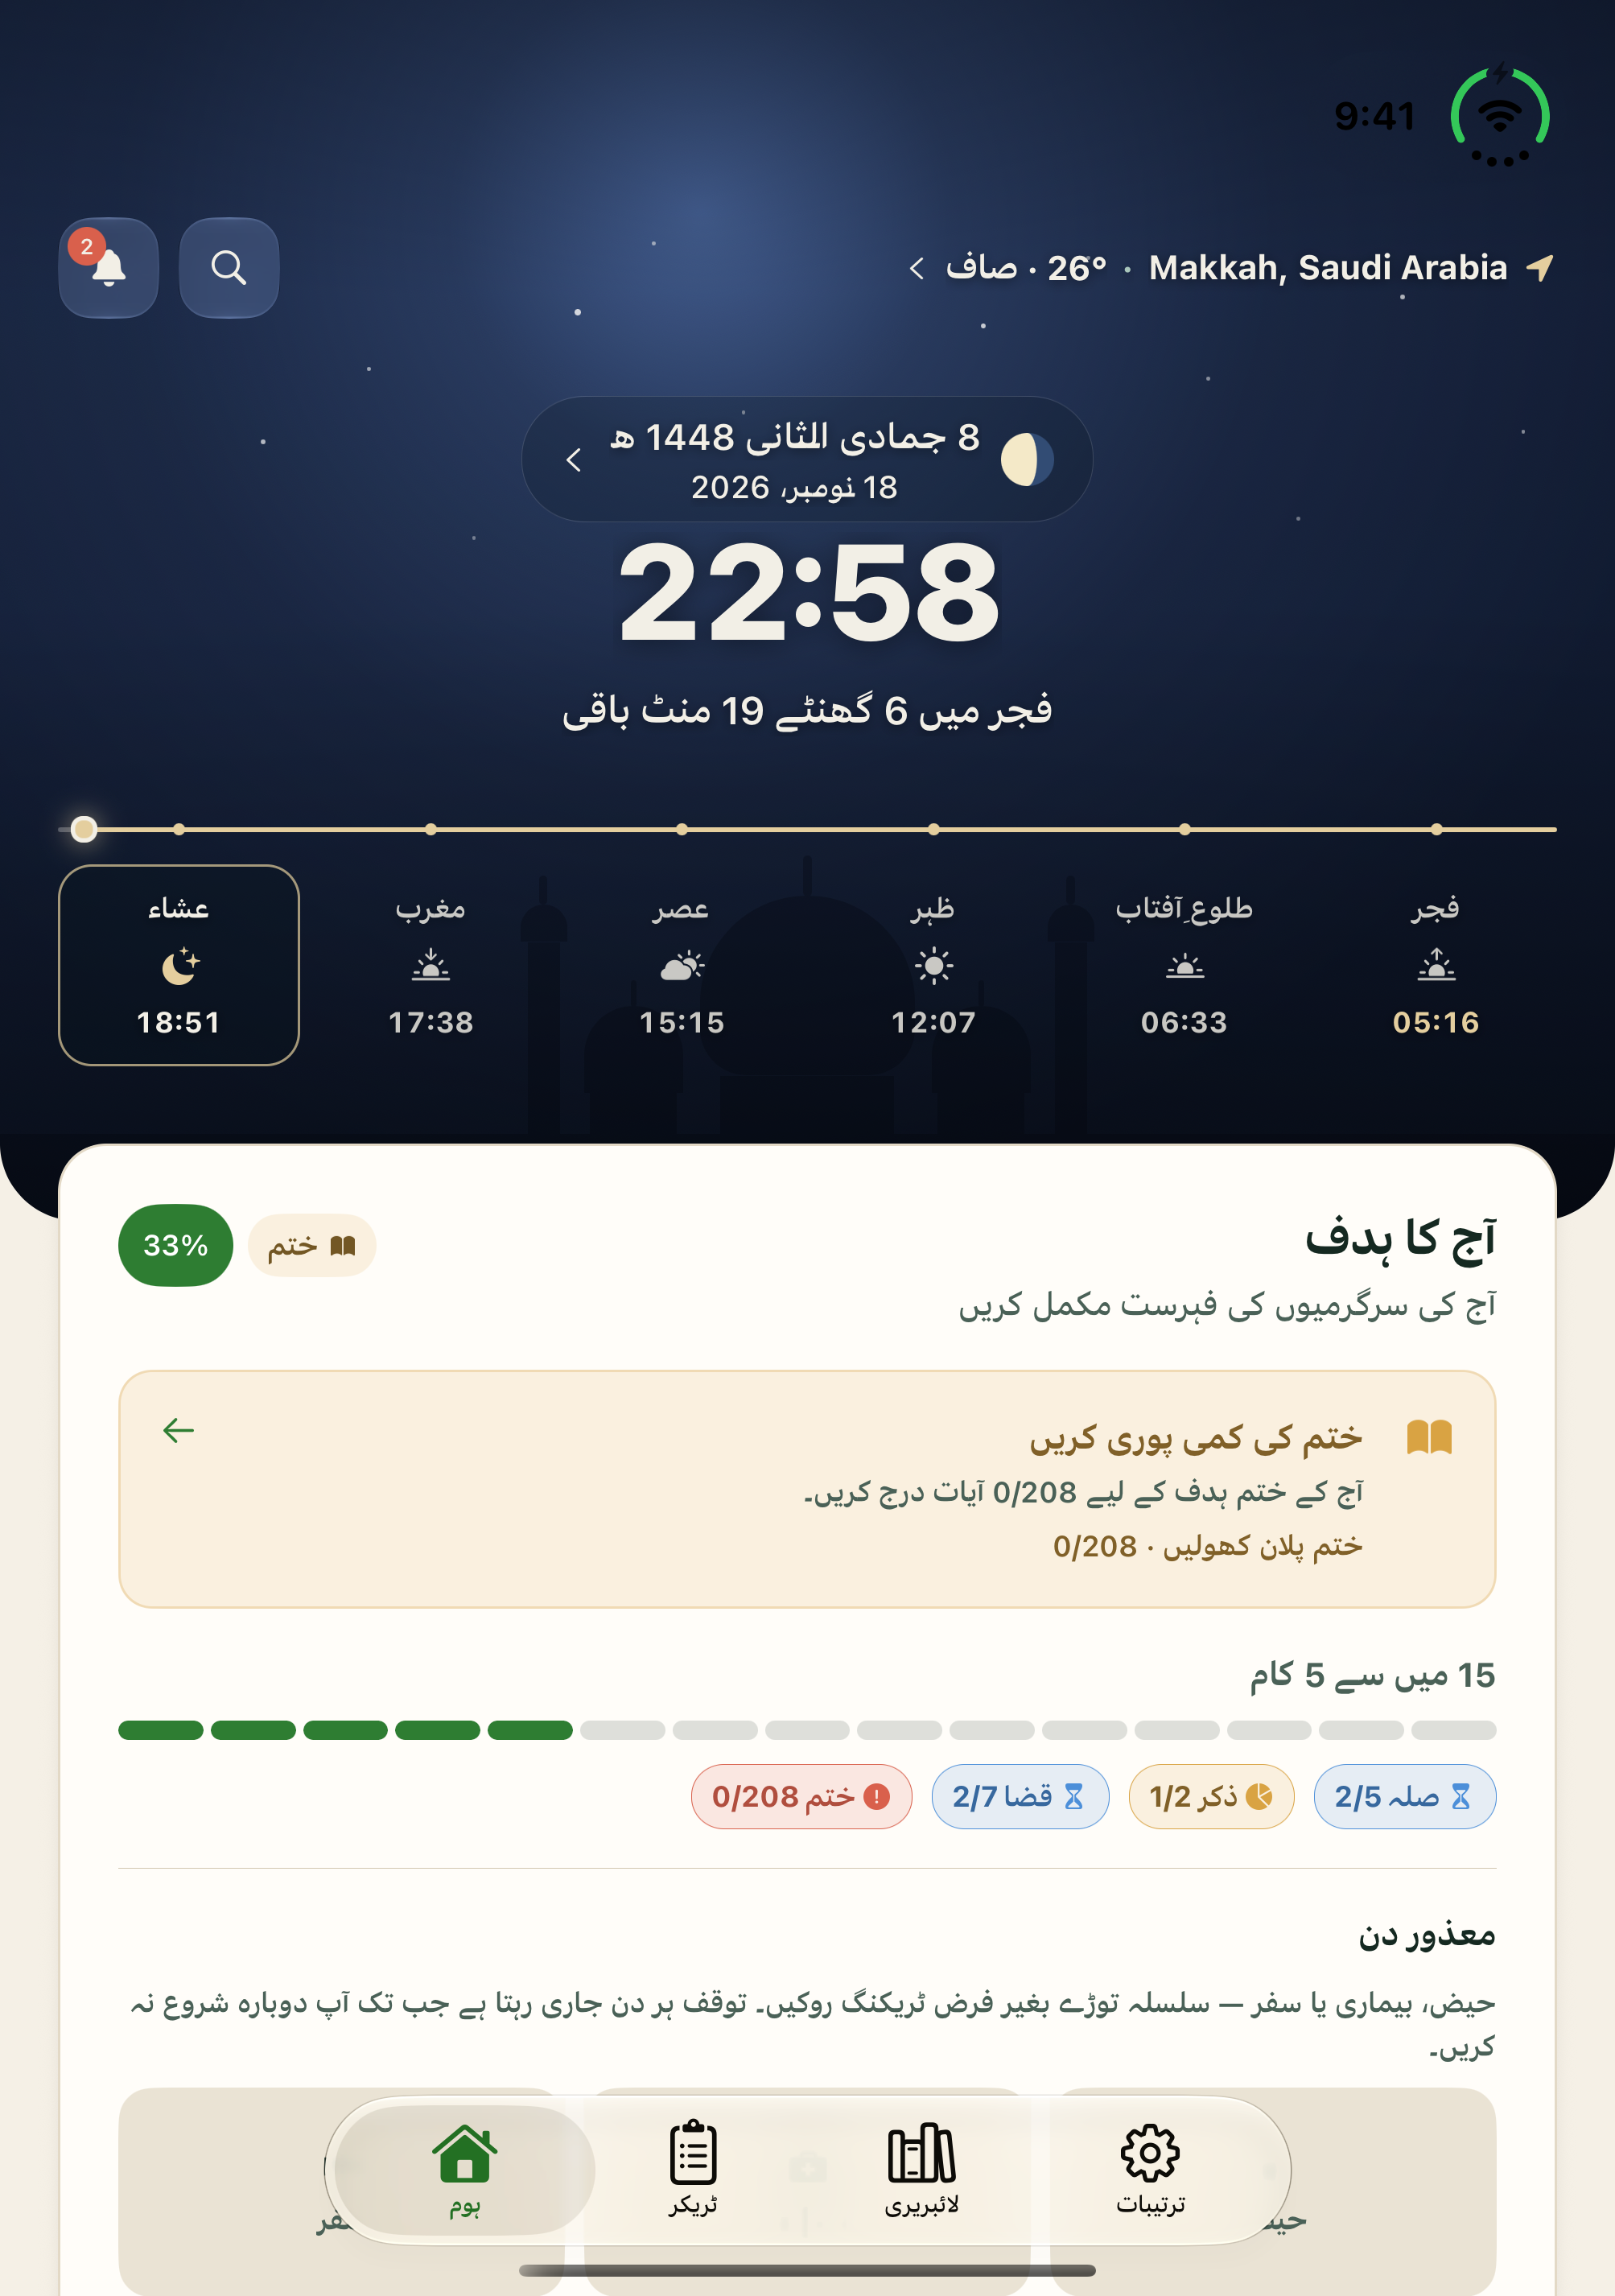 9:41
Makkah, Saudi Arabia · 26° · صاف
2
8 جمادی الثانی 1448 ھ
18 نومبر، 2026
22:58
فجر میں 6 گھنٹے 19 منٹ باقی
فجر
طلوعِ آفتاب
ظہر
عصر
مغرب
عشاء
05:16
06:33
12:07
15:15
17:38
18:51
آج کا ہدف
ختم
33%
آج کی سرگرمیوں کی فہرست مکمل کریں
ختم کی کمی پوری کریں
آج کے ختم ہدف کے لیے 0/208 آیات درج کریں۔
ختم پلان کھولیں · 0/208
15 میں سے 5 کام
صلہ 2/5
ذکر 1/2
قضا 2/7
ختم 0/208
معذور دن
حیض، بیماری یا سفر — سلسلہ توڑے بغیر فرض ٹریکنگ روکیں۔ توقف ہر دن جاری رہتا ہے جب تک آپ دوبارہ شروع نہ
کریں۔
ترتیبات
لائبریری
ٹریکر
ہوم